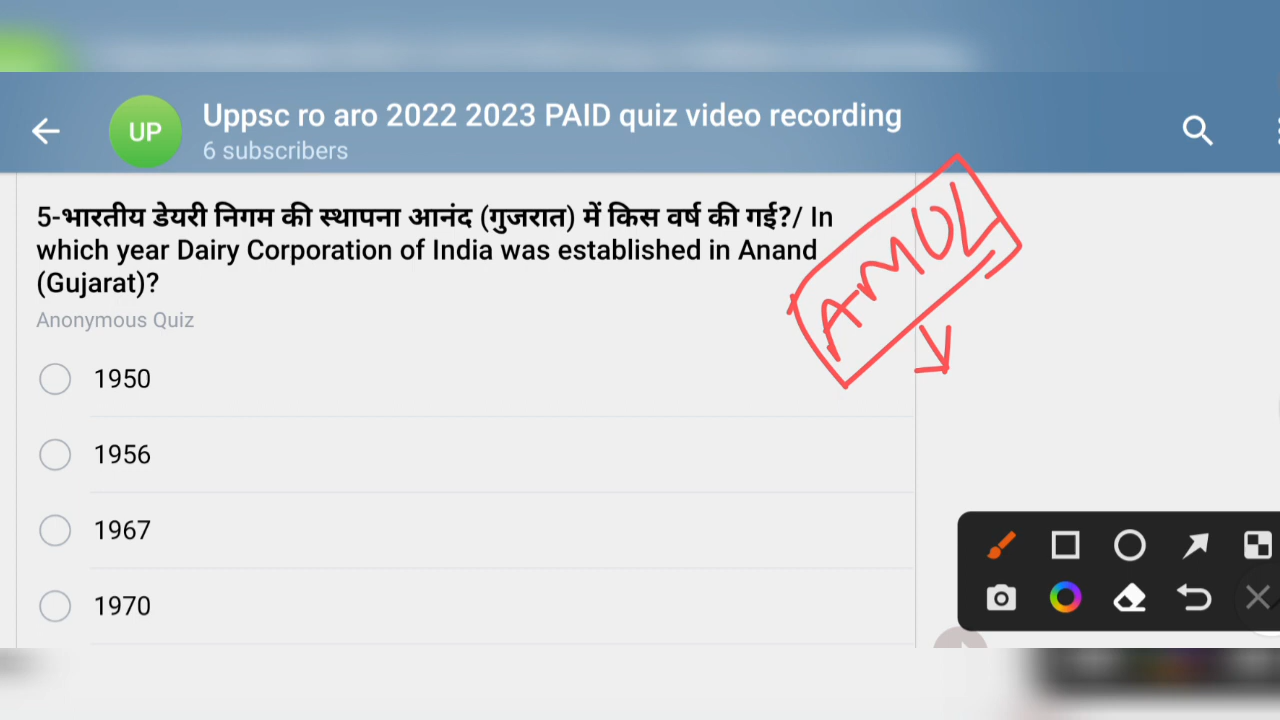 UP
Uppsc ro aro 2022 2023 PAID quiz video recording
6 subscribers
5-भारतीय डेयरी निगम की स्थापना आनंद (गुजरात) में किस वर्ष की गई?/ In
which year Dairy Corporation of India was established in Anand
(Gujarat)?
Anonymous Quiz
AMUL
1950
1956
1967
1970